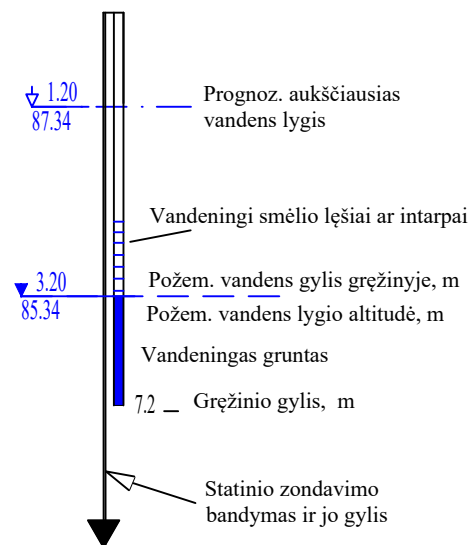 1.20
87.34
Prognoz. aukščiausias
vandens lygis
Vandeningi smėlio lęšiai ar intarpai
3.20
85.34
Požem. vandens gylis gręžinyje, m
Požem. vandens lygio altitudė, m
Vandeningas gruntas
7.2
Gręžinio gylis, m
Statinio zondavimo
bandymas ir jo gylis